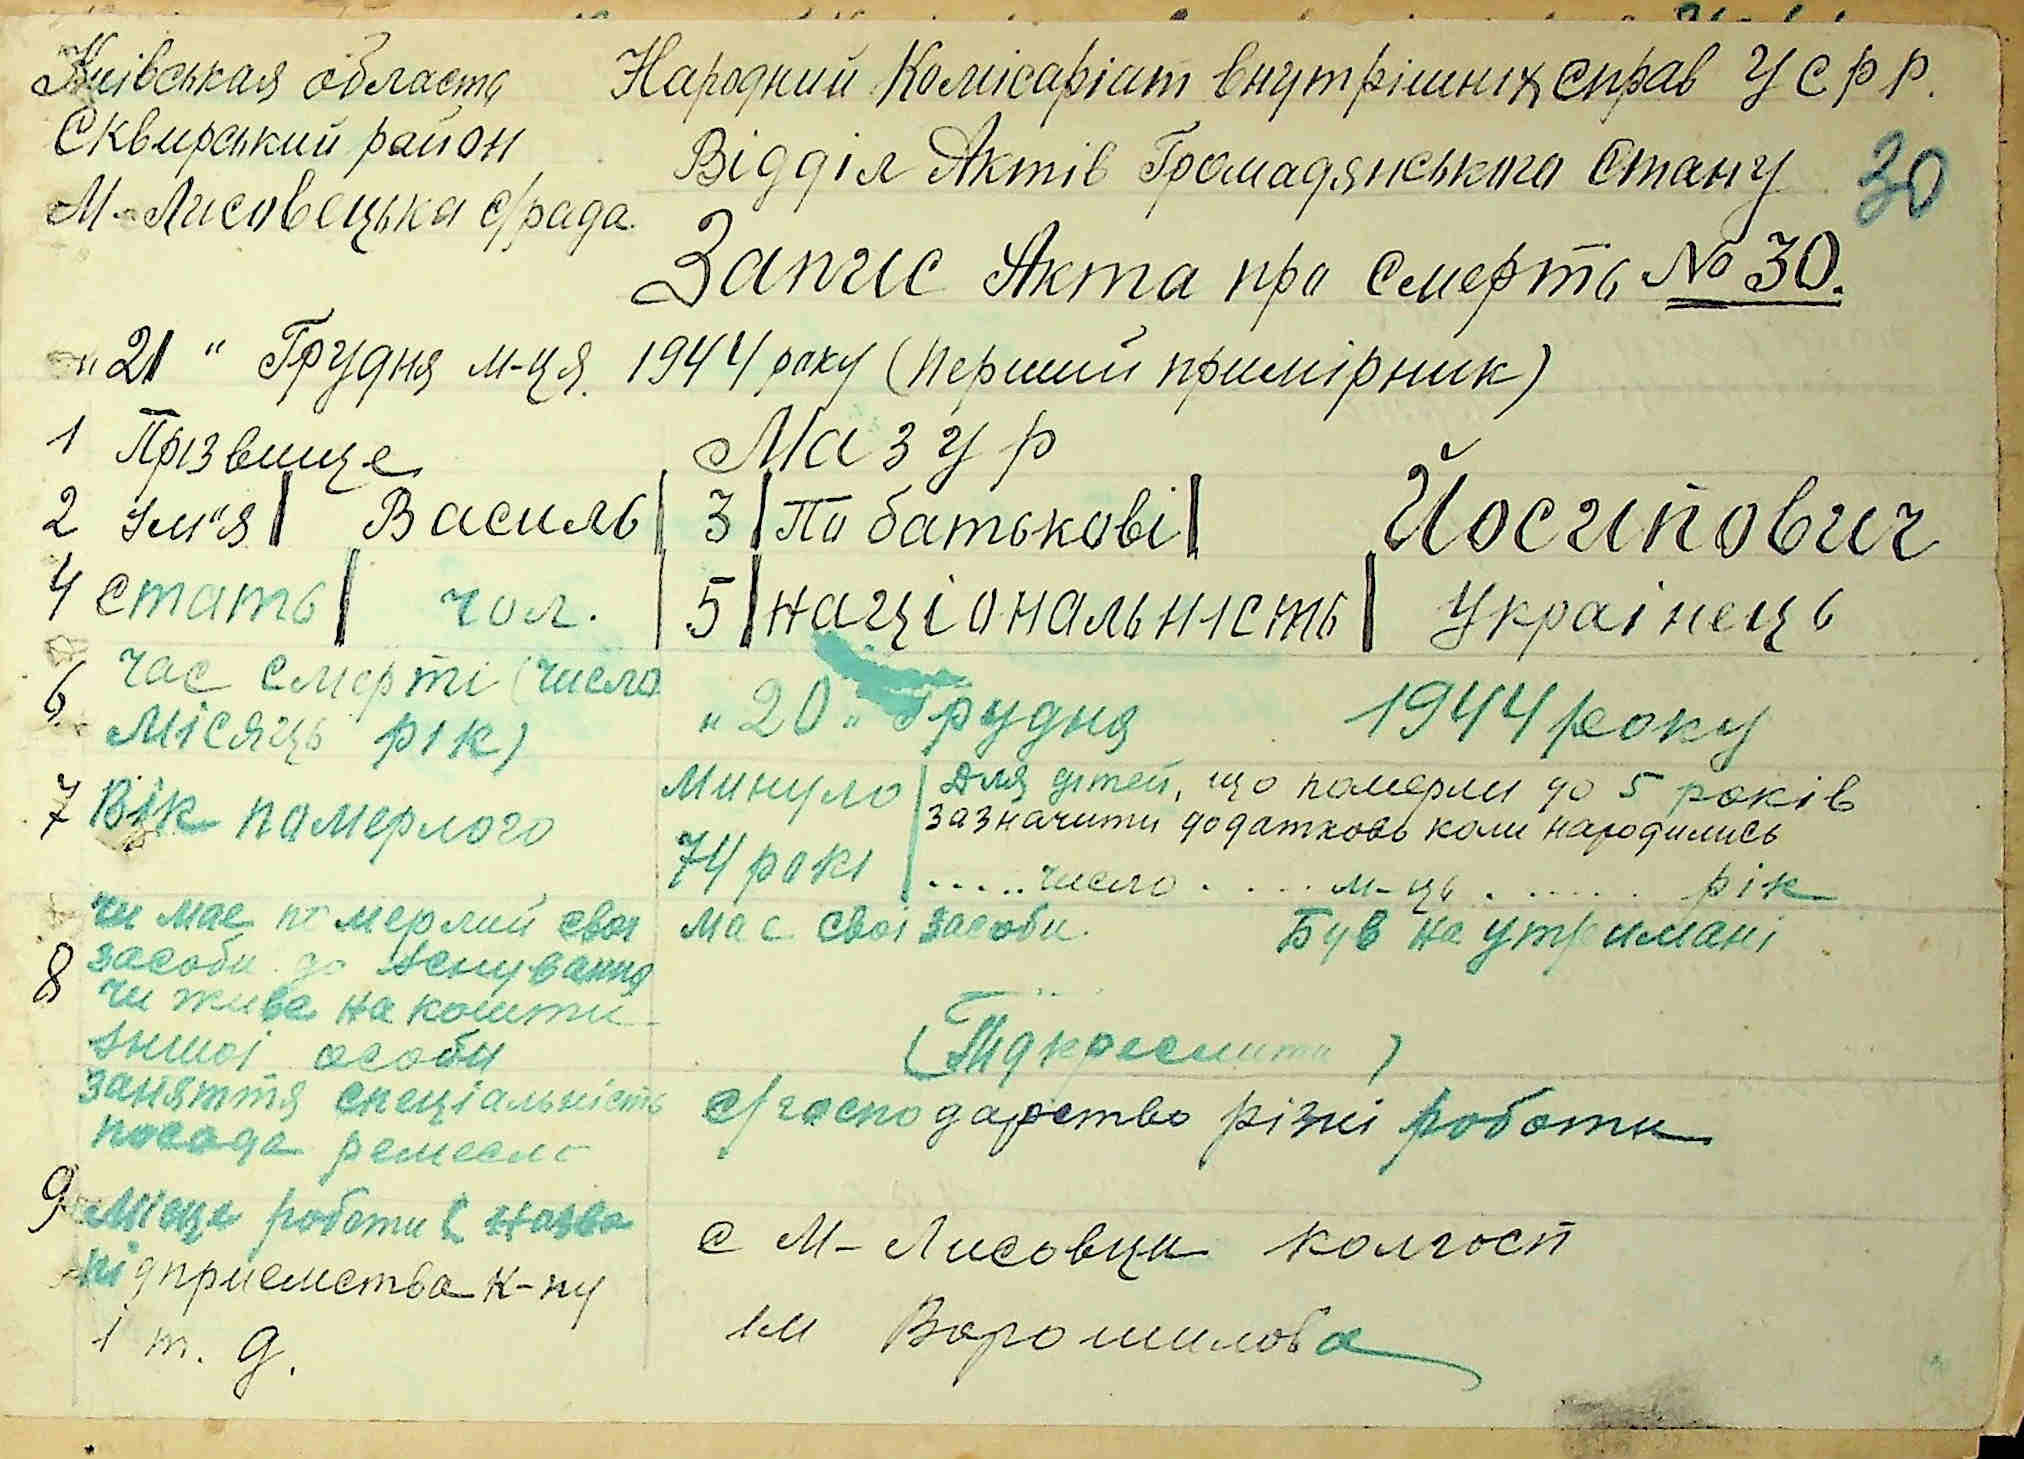 Київськая область
Сквирський район
М-Лисовецька с/рада.
Народний Комісаріат внутрішніх справ У С Р Р.
Відділ Актів Громадянського Стану
30
Запис Акта про смерть № 30.
„ 21 " Грудня м-ця. 1944 року (перший примірник)
1 Прізвище Мазур
2 Ім"я | Василь | 3 | По батькові | Йосипович
4 Стать | чол. | 5 | національність | Українець
6 час смерті (число місяць рік) „ 20 " Грудня 1944 року
7 Вік померлого
Минуло
74 рокі
Для дітей, що померли до 5 років
зазначити додатково коли народились
..... число .... м-ць ...... рік
8 чи має померлий свої
засоби до існування
чи живе на кошти
іншої особи
має свої засоби. Був на утримані
(Підкреслити)
заняття спеціальність
посада ремесло
с/господарство різні роботи
9 Місце роботи ( назва
підприємства к-пу
і т. д.
с М-Лисовци колгосп
ім Ворошилова